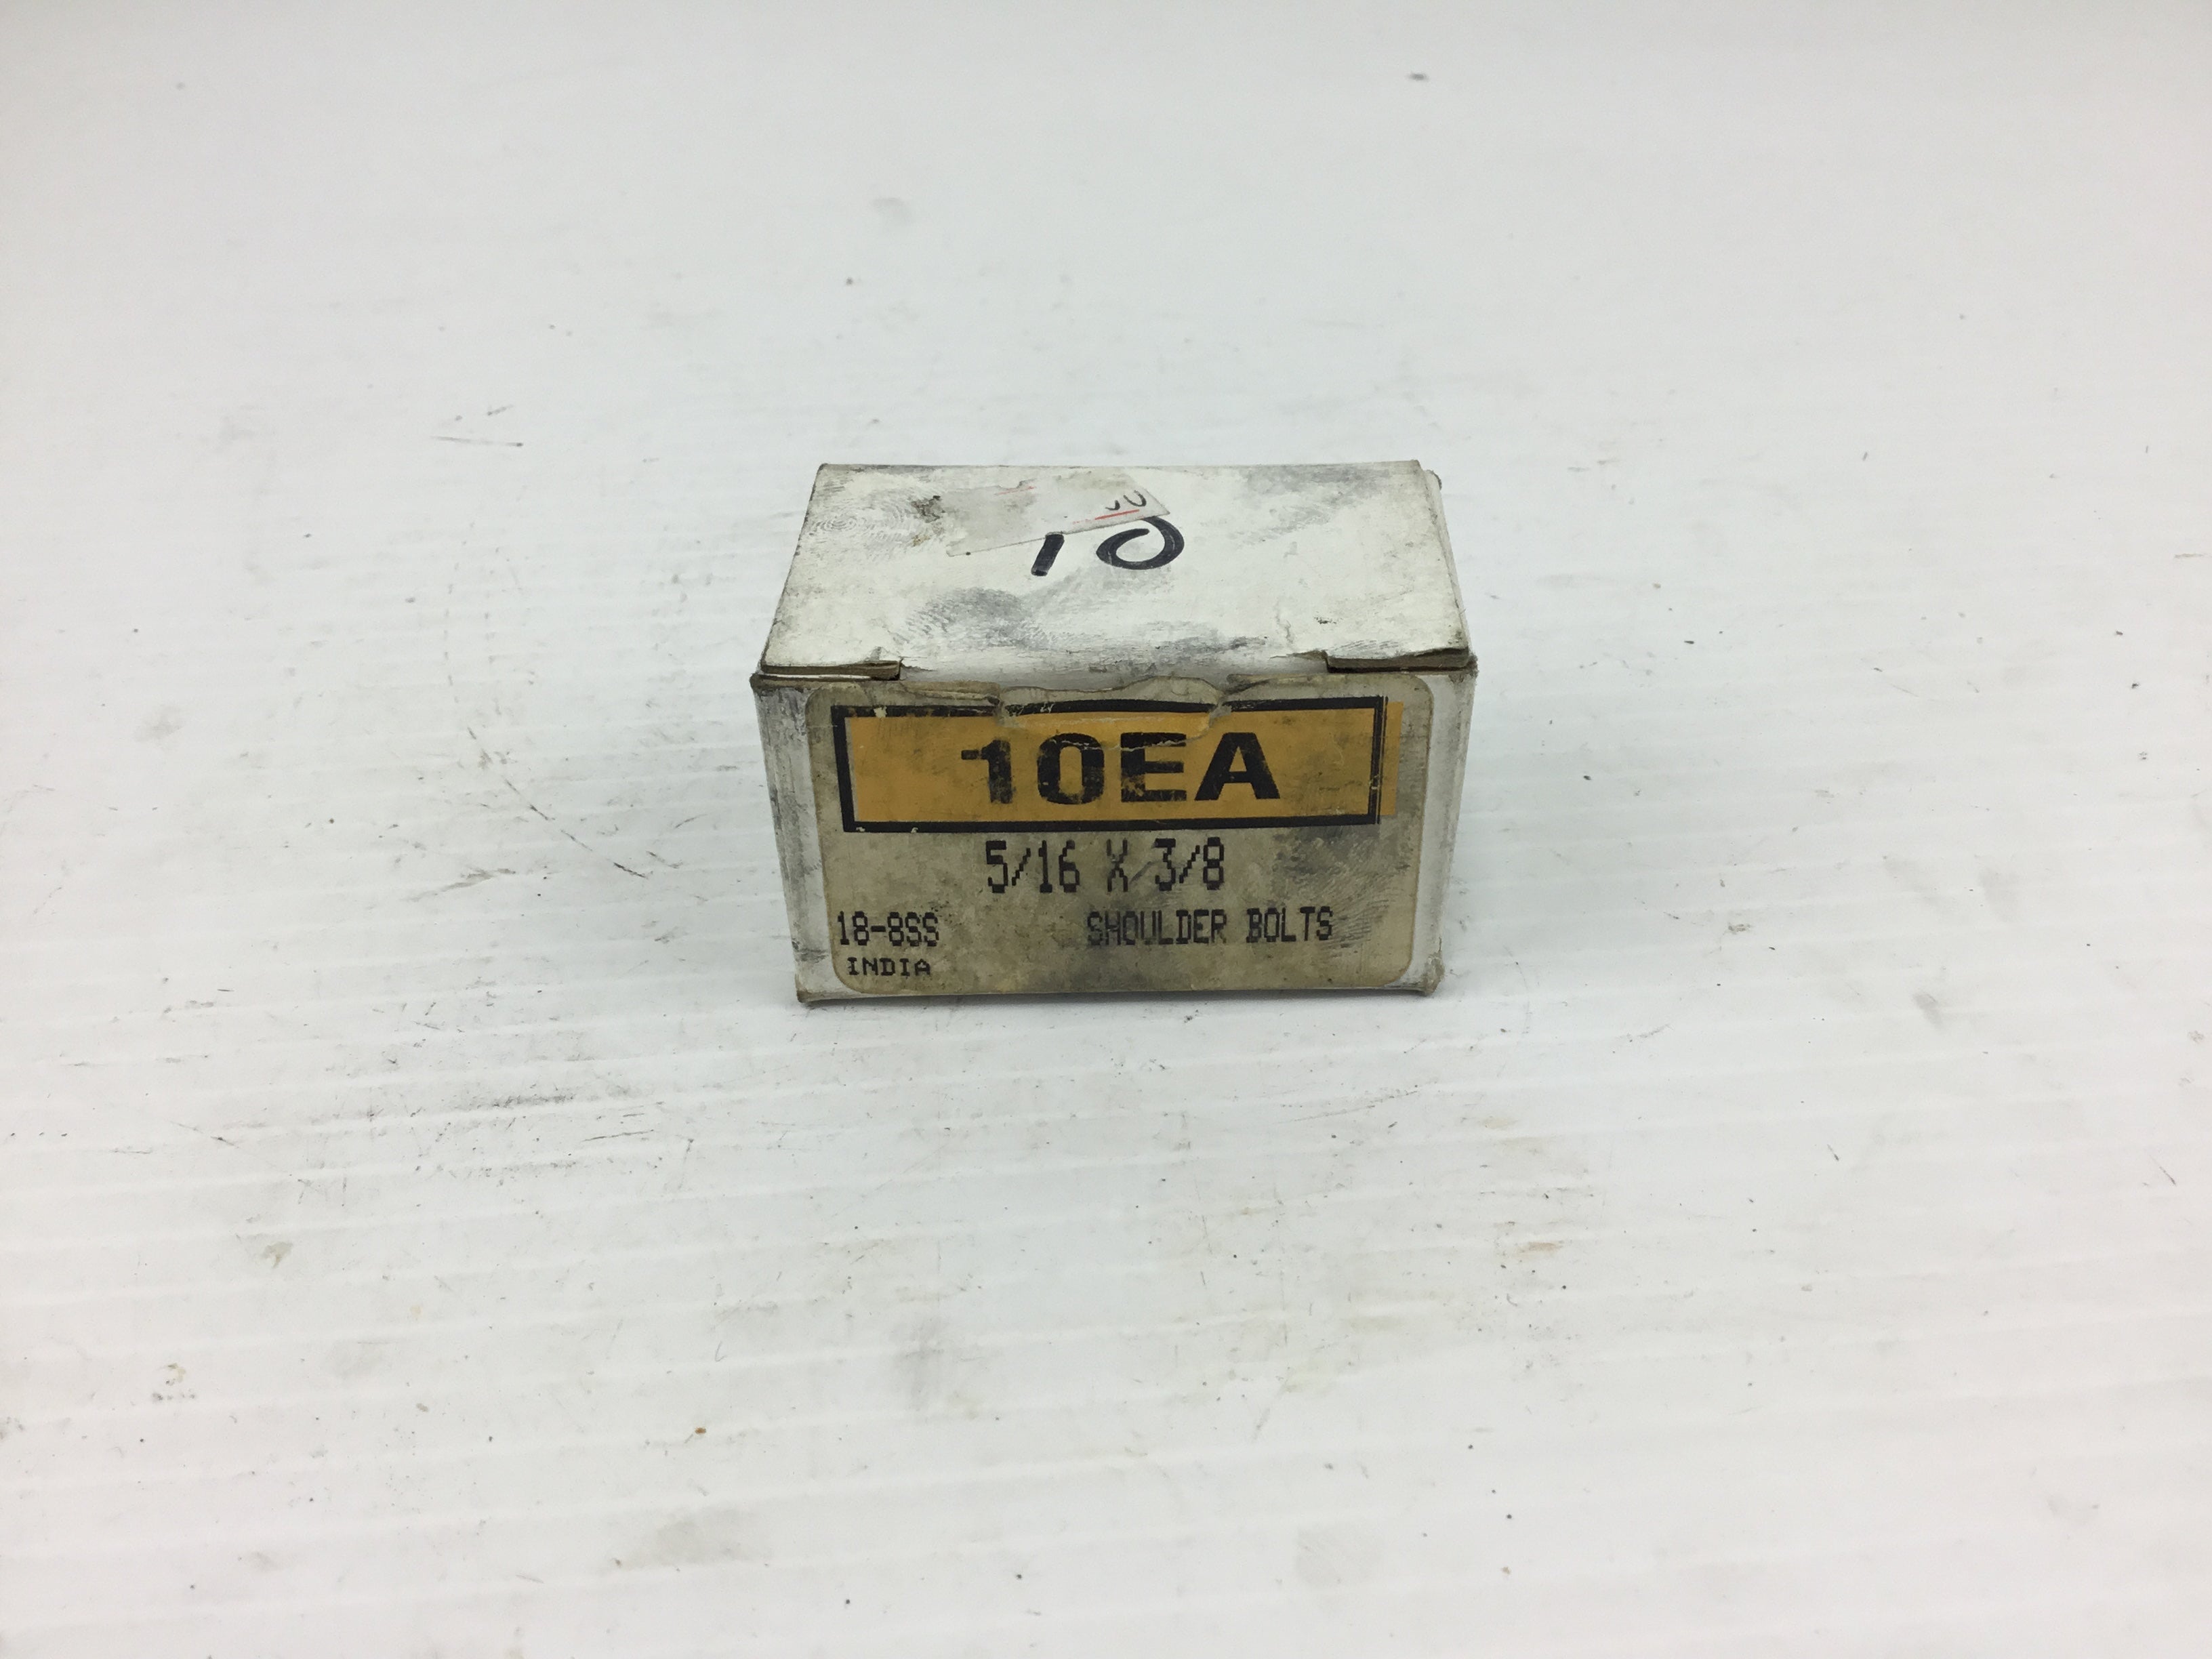 10
10EA
5/16 X 3/8
18-8SS SHOULDER BOLTS
INDIA